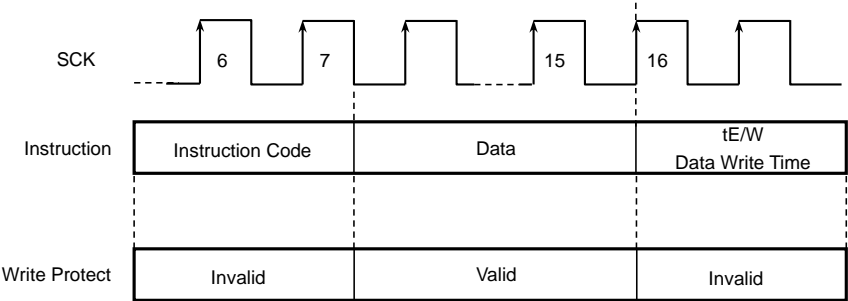 SCK
6
7
15
16
Instruction
Instruction Code
Data
tE/W
Data Write Time
Write Protect
Invalid
Valid
Invalid